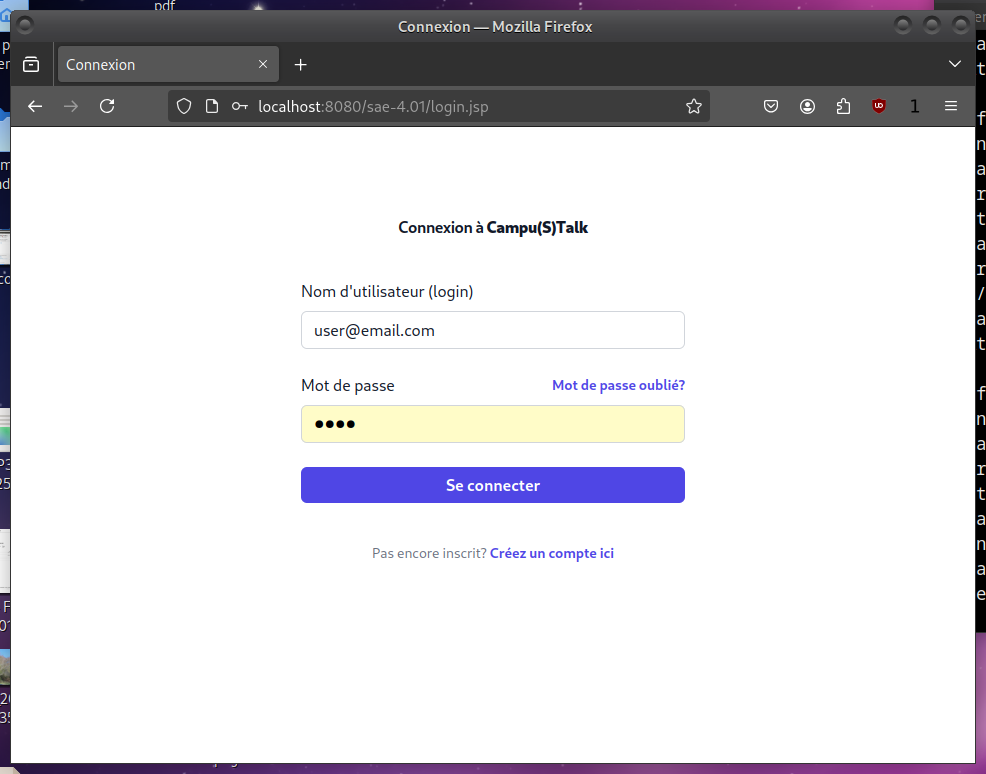 pdf
Connexion — Mozilla Firefox
Connexion
localhost:8080/sae-4.01/login.jsp
1
Connexion à Campu(S)Talk
Nom d'utilisateur (login)
user@email.com
Mot de passe
Mot de passe oublié?
••••
Se connecter
Pas encore inscrit? Créez un compte ici